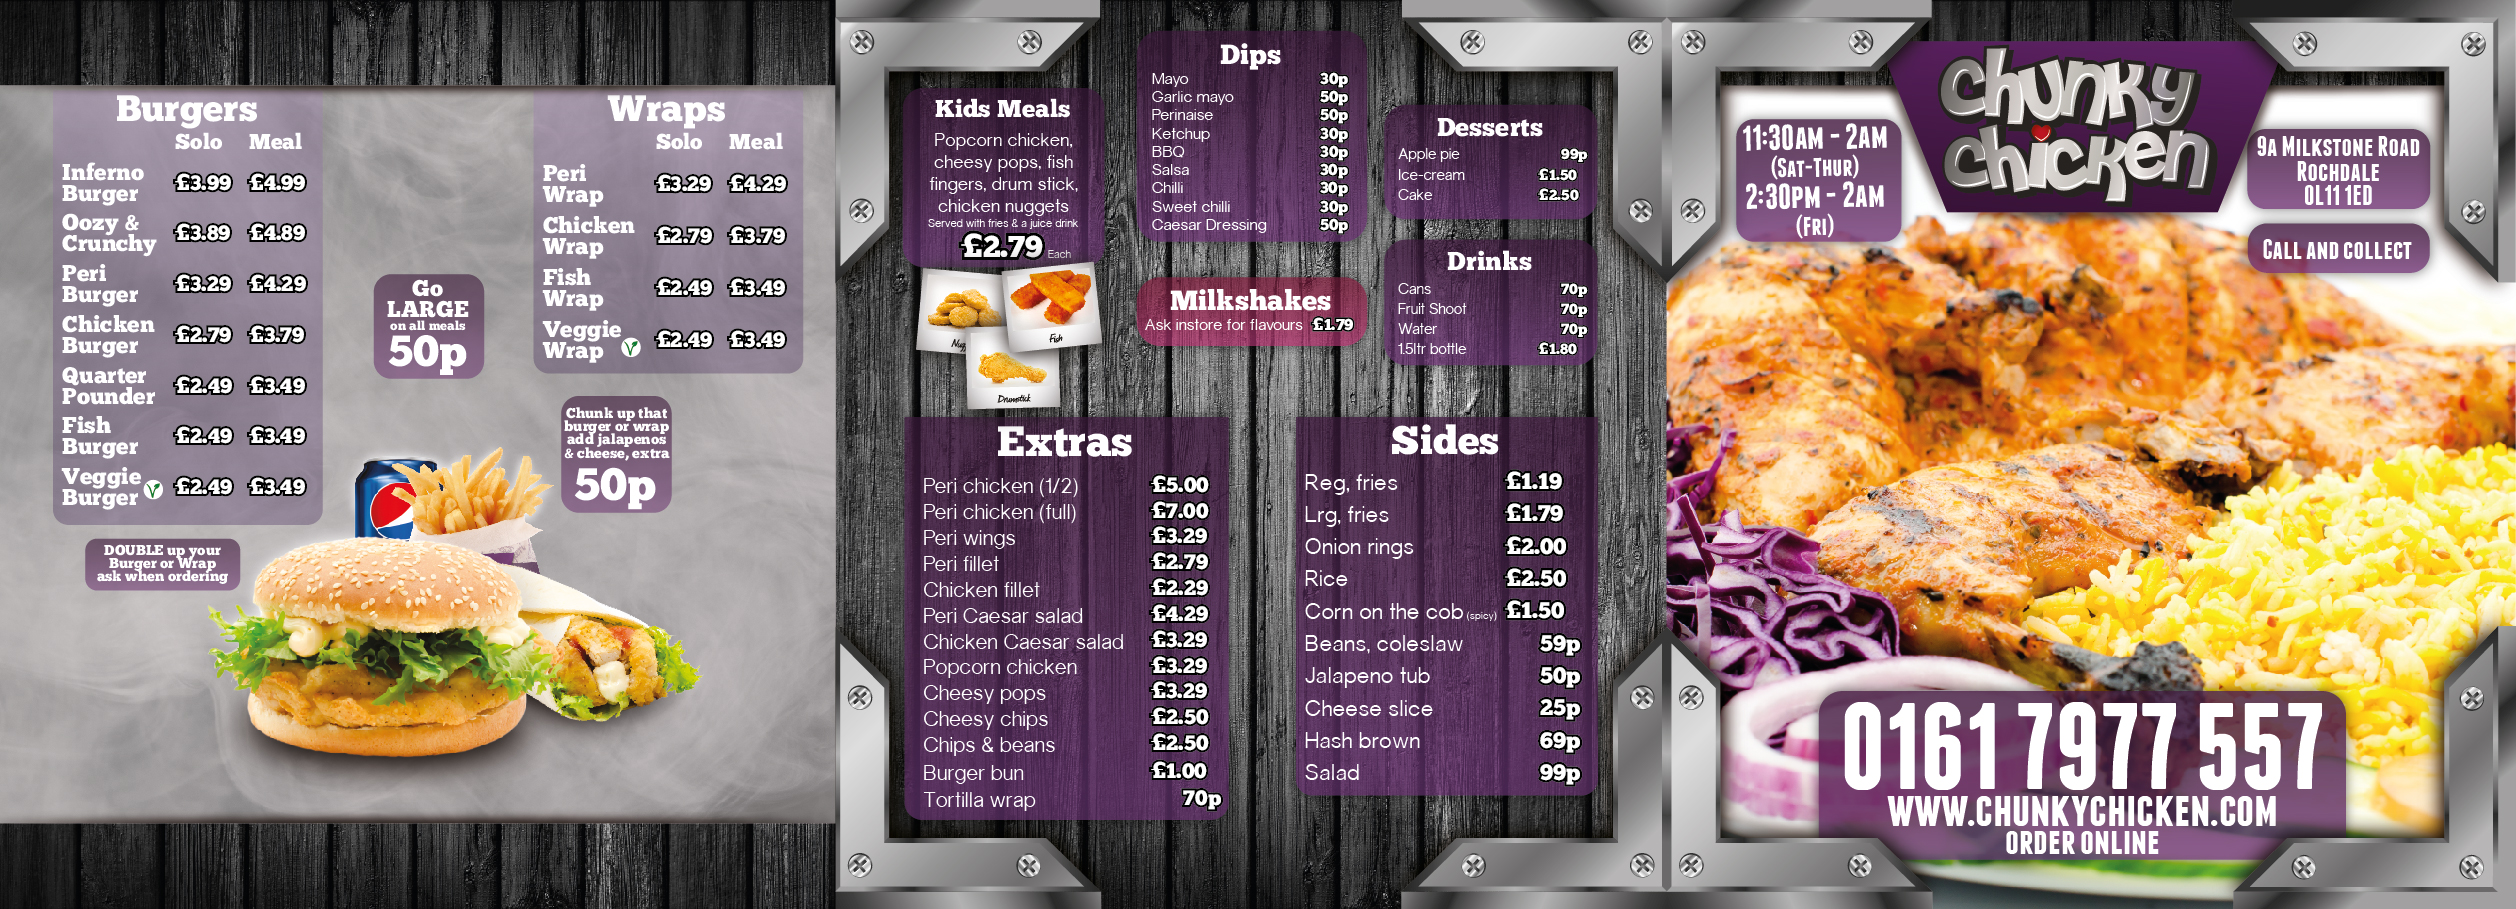 Burgers
Solo Meal
Inferno
Burger £3.99 £4.99
Oozy &
Crunchy £3.89 £4.89
Peri
Burger £3.29 £4.29
Chicken
Burger £2.79 £3.79
Quarter
Pounder £2.49 £3.49
Fish
Burger £2.49 £3.49
Veggie
Burger V £2.49 £3.49
DOUBLE up your
Burger or Wrap
ask when ordering
Go
LARGE
on all meals
50p
Wraps
Solo Meal
Peri
Wrap £3.29 £4.29
Chicken
Wrap £2.79 £3.79
Fish
Wrap £2.49 £3.49
Veggie
Wrap V £2.49 £3.49
Chunk up that
burger or wrap
add jalapenos
& cheese, extra
50p
Kids Meals
Popcorn chicken,
cheesy pops, fish
fingers, drum stick,
chicken nuggets
Served with fries & a juice drink
£2.79 Each
Fish
Drumstick
Dips
Mayo 30p
Garlic mayo 50p
Perinaise 50p
Ketchup 30p
BBQ 30p
Salsa 30p
Chilli 30p
Sweet chilli 30p
Caesar Dressing 50p
Milkshakes
Ask instore for flavours £1.79
Desserts
Apple pie 99p
Ice-cream £1.50
Cake £2.50
Drinks
Cans 70p
Fruit Shoot 70p
Water 70p
1.5ltr bottle £1.80
Extras
Peri chicken (1/2) £5.00
Peri chicken (full) £7.00
Peri wings £3.29
Peri fillet £2.79
Chicken fillet £2.29
Peri Caesar salad £4.29
Chicken Caesar salad £3.29
Popcorn chicken £3.29
Cheesy pops £3.29
Cheesy chips £2.50
Chips & beans £2.50
Burger bun £1.00
Tortilla wrap 70p
Sides
Reg, fries £1.19
Lrg, fries £1.79
Onion rings £2.00
Rice £2.50
Corn on the cob (spicy) £1.50
Beans, coleslaw 59p
Jalapeno tub 50p
Cheese slice 25p
Hash brown 69p
Salad 99p
chunky
chicken
11:30AM - 2AM
(SAT-THUR)
2:30PM - 2AM
(FRI)
9A MILKSTONE ROAD
ROCHDALE
OL11 1ED
CALL AND COLLECT
0161 7977 557
WWW.CHUNKYCHICKEN.COM
ORDER ONLINE